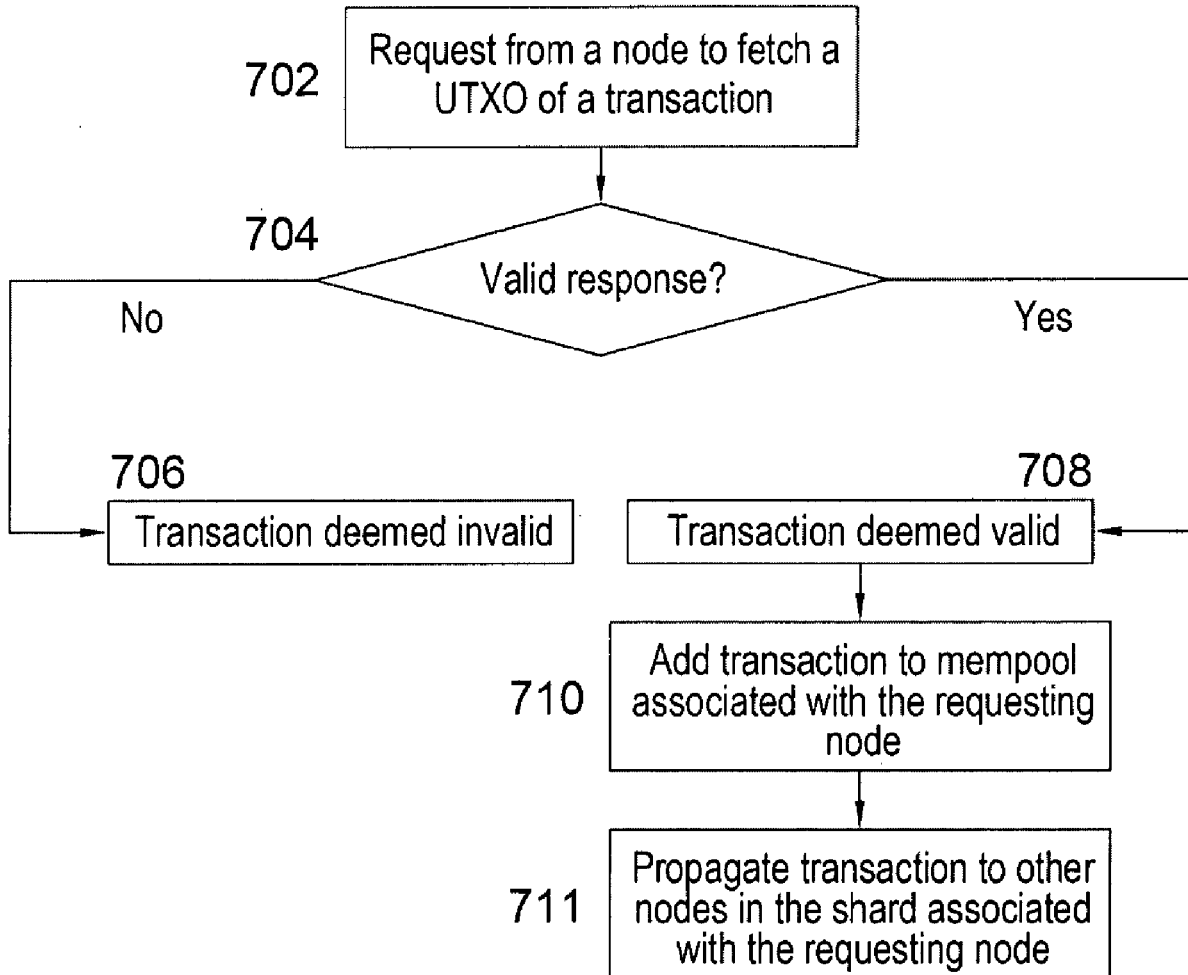 702
Request from a node to fetch a
UTXO of a transaction
704
Valid response?
No
Yes
706
Transaction deemed invalid
708
Transaction deemed valid
710
Add transaction to mempool
associated with the requesting
node
711
Propagate transaction to other
nodes in the shard associated
with the requesting node